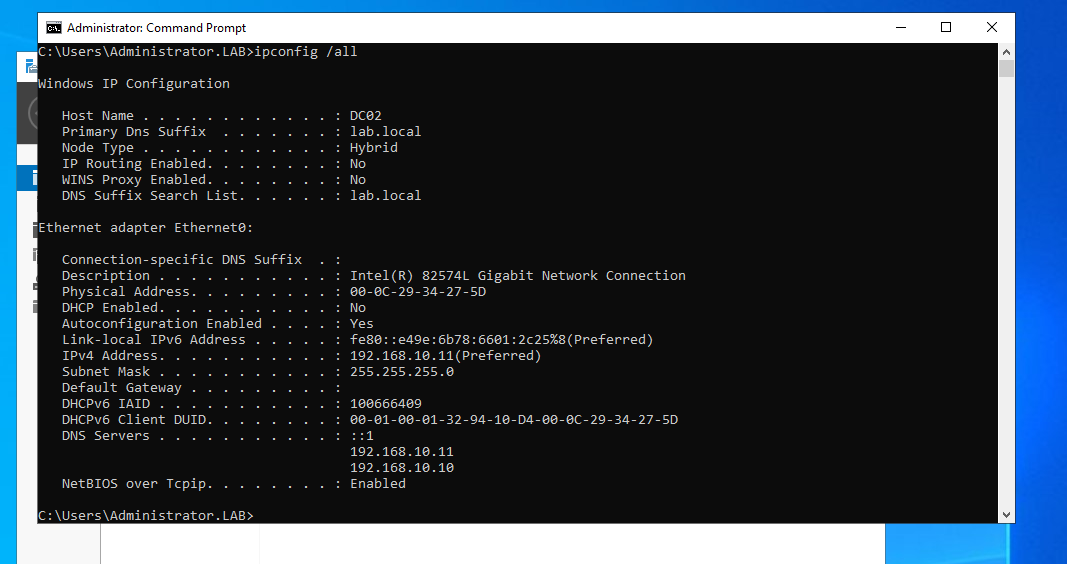 Administrator: Command Prompt
C:\Users\Administrator.LAB>ipconfig /all
Windows IP Configuration
   Host Name . . . . . . . . . . . . : DC02
   Primary Dns Suffix  . . . . . . . : lab.local
   Node Type . . . . . . . . . . . . : Hybrid
   IP Routing Enabled. . . . . . . . : No
   WINS Proxy Enabled. . . . . . . . : No
   DNS Suffix Search List. . . . . . : lab.local
Ethernet adapter Ethernet0:
   Connection-specific DNS Suffix  . :
   Description . . . . . . . . . . . : Intel(R) 82574L Gigabit Network Connection
   Physical Address. . . . . . . . . : 00-0C-29-34-27-5D
   DHCP Enabled. . . . . . . . . . . : No
   Autoconfiguration Enabled . . . . : Yes
   Link-local IPv6 Address . . . . . : fe80::e49e:6b78:6601:2c25%8(Preferred)
   IPv4 Address. . . . . . . . . . . : 192.168.10.11(Preferred)
   Subnet Mask . . . . . . . . . . . : 255.255.255.0
   Default Gateway . . . . . . . . . :
   DHCPv6 IAID . . . . . . . . . . . : 100666409
   DHCPv6 Client DUID. . . . . . . . : 00-01-00-01-32-94-10-D4-00-0C-29-34-27-5D
   DNS Servers . . . . . . . . . . . : ::1
                                       192.168.10.11
                                       192.168.10.10
   NetBIOS over Tcpip. . . . . . . . : Enabled
C:\Users\Administrator.LAB>